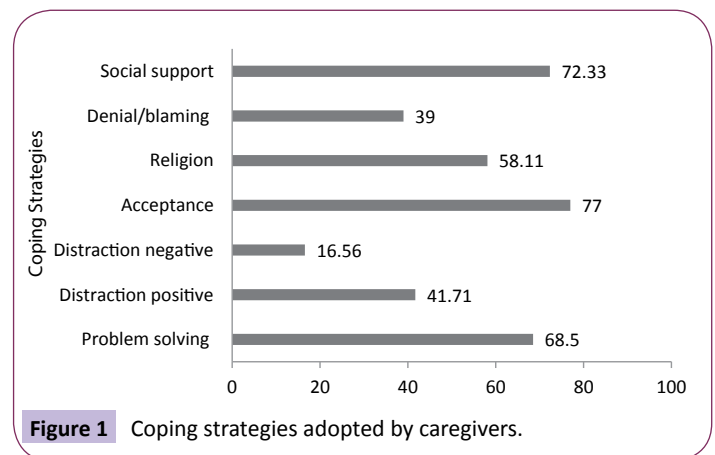 Social support 72.33
Denial/blaming 39
Religion 58.11
Acceptance 77
Distraction negative 16.56
Distraction positive 41.71
Problem solving 68.5
Coping Strategies
0 20 40 60 80 100
Figure 1 Coping strategies adopted by caregivers.